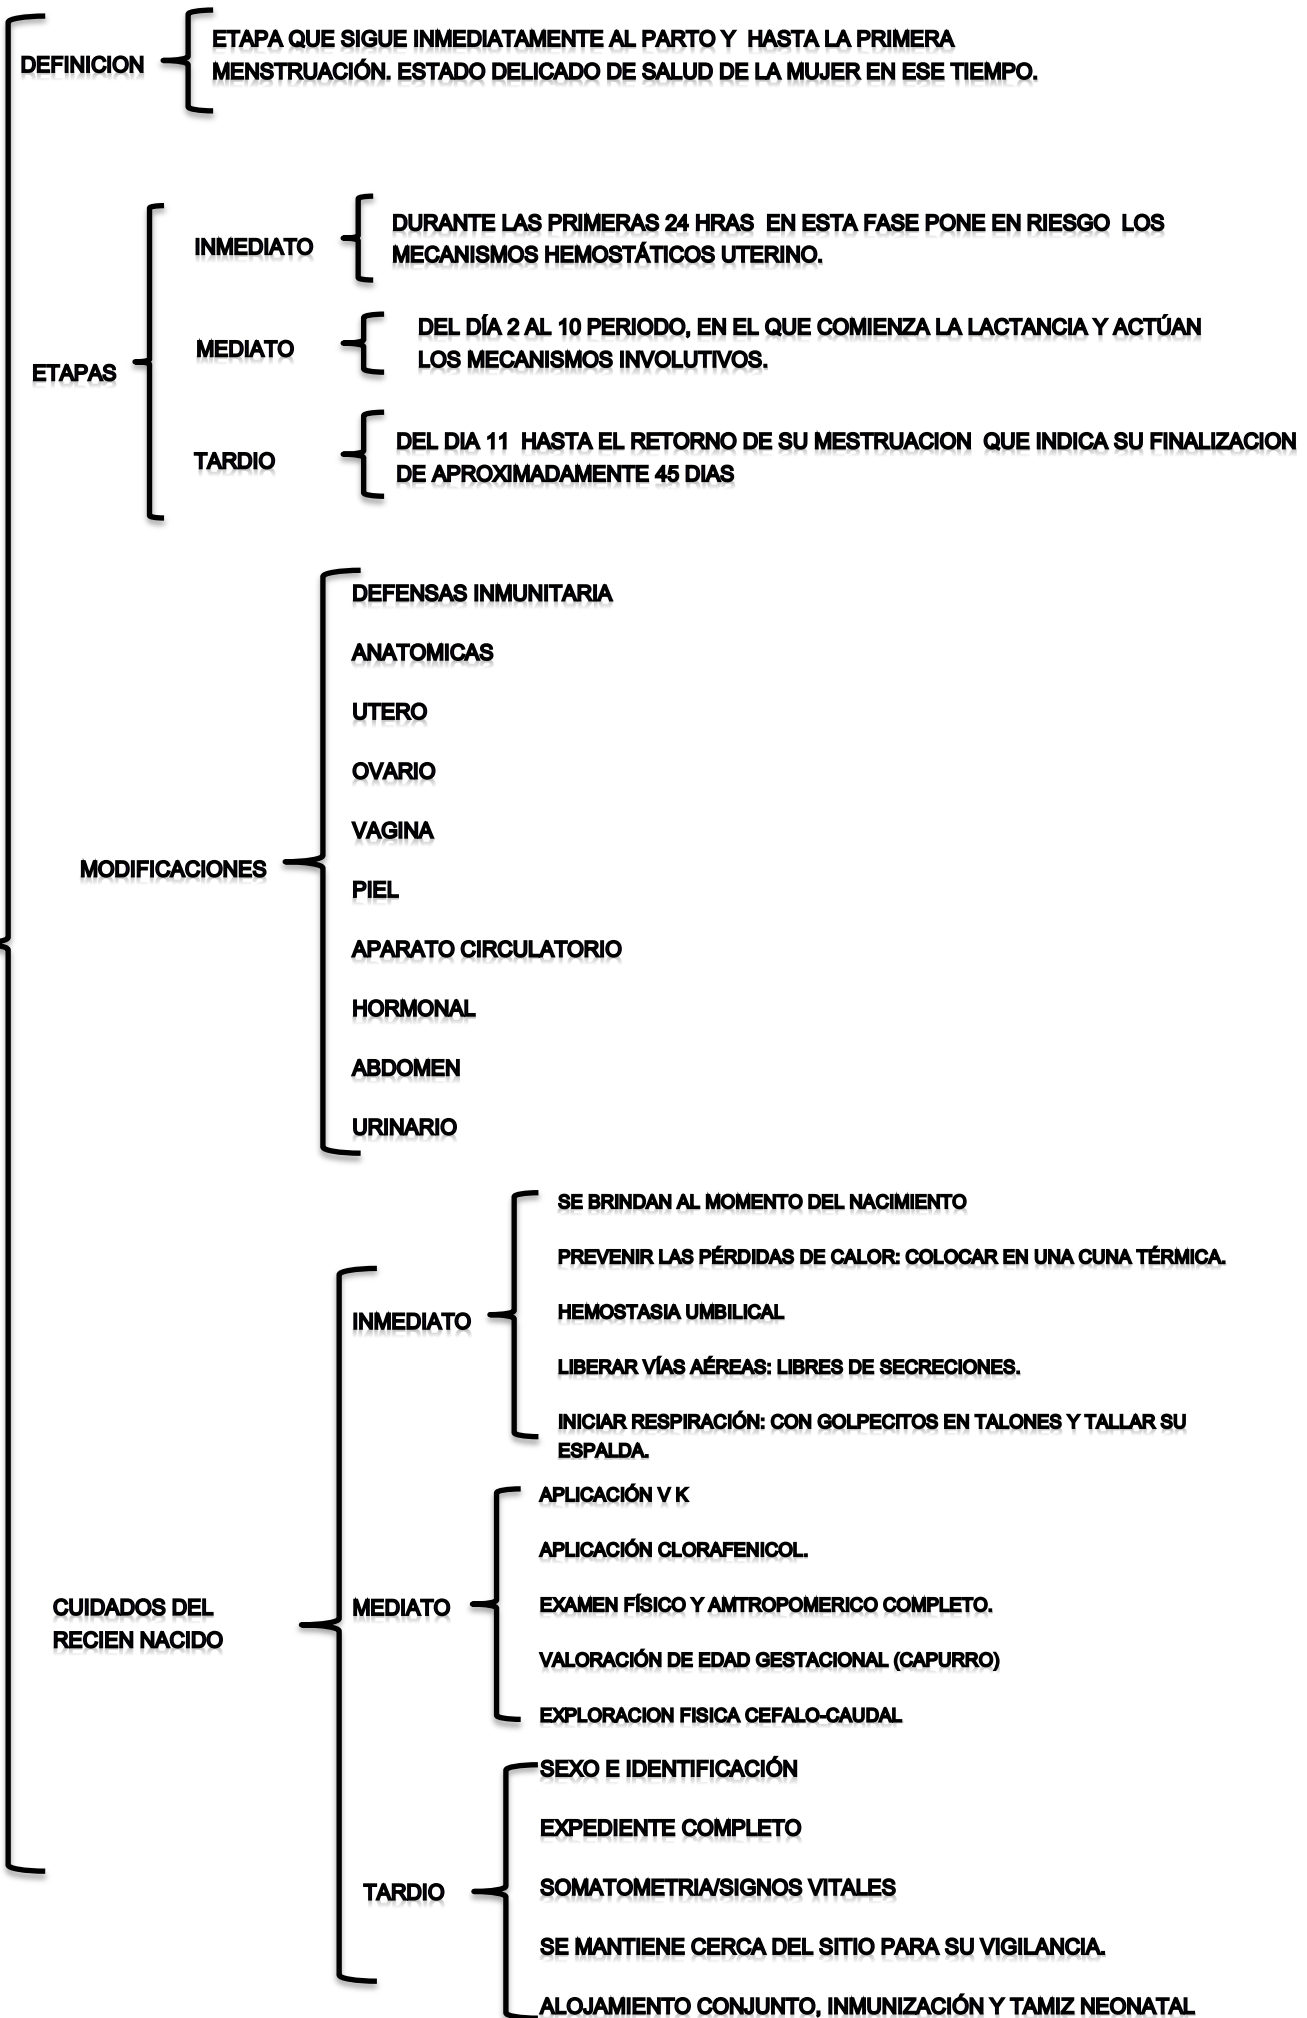 DEFINICION
ETAPA QUE SIGUE INMEDIATAMENTE AL PARTO Y HASTA LA PRIMERA
MENSTRUACIÓN. ESTADO DELICADO DE SALUD DE LA MUJER EN ESE TIEMPO.
ETAPAS
INMEDIATO
DURANTE LAS PRIMERAS 24 HRAS EN ESTA FASE PONE EN RIESGO LOS
MECANISMOS HEMOSTÁTICOS UTERINO.
MEDIATO
DEL DÍA 2 AL 10 PERIODO, EN EL QUE COMIENZA LA LACTANCIA Y ACTÚAN
LOS MECANISMOS INVOLUTIVOS.
TARDIO
DEL DIA 11 HASTA EL RETORNO DE SU MESTRUACION QUE INDICA SU FINALIZACION
DE APROXIMADAMENTE 45 DIAS
MODIFICACIONES
DEFENSAS INMUNITARIA
ANATOMICAS
UTERO
OVARIO
VAGINA
PIEL
APARATO CIRCULATORIO
HORMONAL
ABDOMEN
URINARIO
CUIDADOS DEL
RECIEN NACIDO
INMEDIATO
SE BRINDAN AL MOMENTO DEL NACIMIENTO
PREVENIR LAS PÉRDIDAS DE CALOR: COLOCAR EN UNA CUNA TÉRMICA.
HEMOSTASIA UMBILICAL
LIBERAR VÍAS AÉREAS: LIBRES DE SECRECIONES.
INICIAR RESPIRACIÓN: CON GOLPECITOS EN TALONES Y TALLAR SU
ESPALDA.
MEDIATO
APLICACIÓN V K
APLICACIÓN CLORAFENICOL.
EXAMEN FÍSICO Y AMTROPOMERICO COMPLETO.
VALORACIÓN DE EDAD GESTACIONAL (CAPURRO)
EXPLORACION FISICA CEFALO-CAUDAL
TARDIO
SEXO E IDENTIFICACIÓN
EXPEDIENTE COMPLETO
SOMATOMETRIA/SIGNOS VITALES
SE MANTIENE CERCA DEL SITIO PARA SU VIGILANCIA.
ALOJAMIENTO CONJUNTO, INMUNIZACIÓN Y TAMIZ NEONATAL